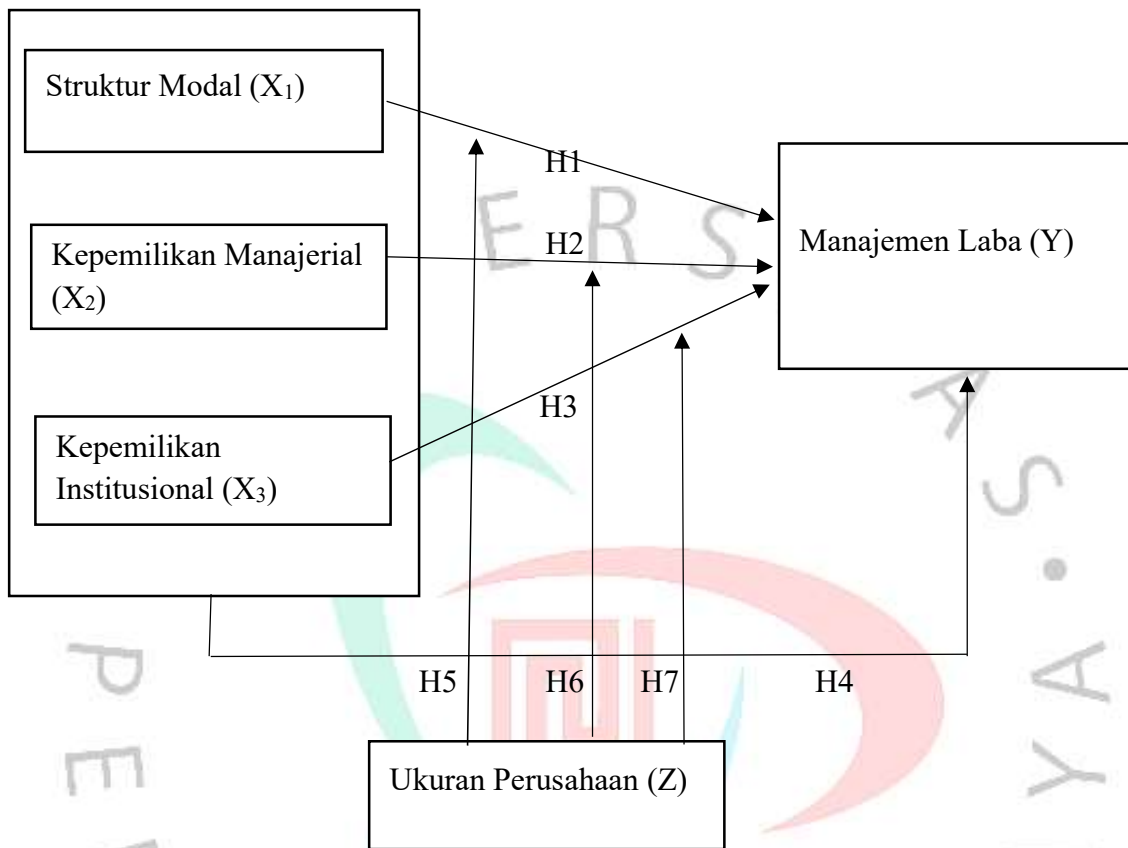 Struktur Modal (X₁)
H1
Kepemilikan Manajerial
(X₂)
H2
Manajemen Laba (Y)
H3
Kepemilikan
Institusional (X₃)
H5
H6
H7
H4
Ukuran Perusahaan (Z)
E R S
A S • A Y
P E